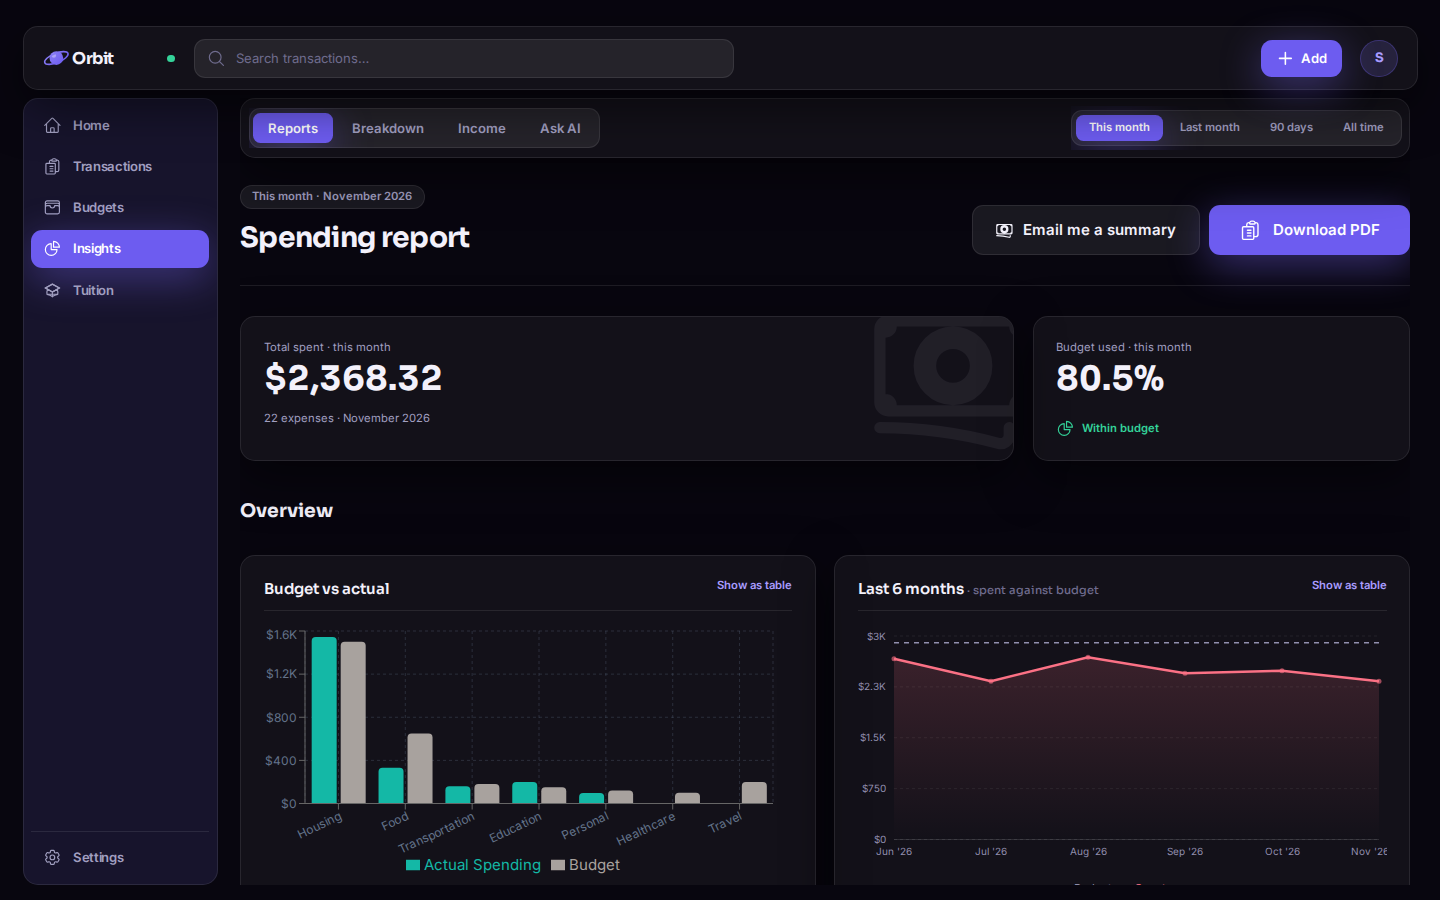 Orbit
Search transactions...
Add
S
Home
Transactions
Budgets
Insights
Tuition
Settings
Reports
Breakdown
Income
Ask AI
This month
Last month
90 days
All time
This month · November 2026
Spending report
Email me a summary
Download PDF
Total spent · this month
$2,368.32
22 expenses · November 2026
Budget used · this month
80.5%
Within budget
Overview
Budget vs actual
Show as table
$1.6K
$1.2K
$800
$400
$0
Housing
Food
Transportation
Education
Personal
Healthcare
Travel
Actual Spending
Budget
Last 6 months · spent against budget
Show as table
$3K
$2.3K
$1.5K
$750
$0
Jun '26
Jul '26
Aug '26
Sep '26
Oct '26
Nov '26